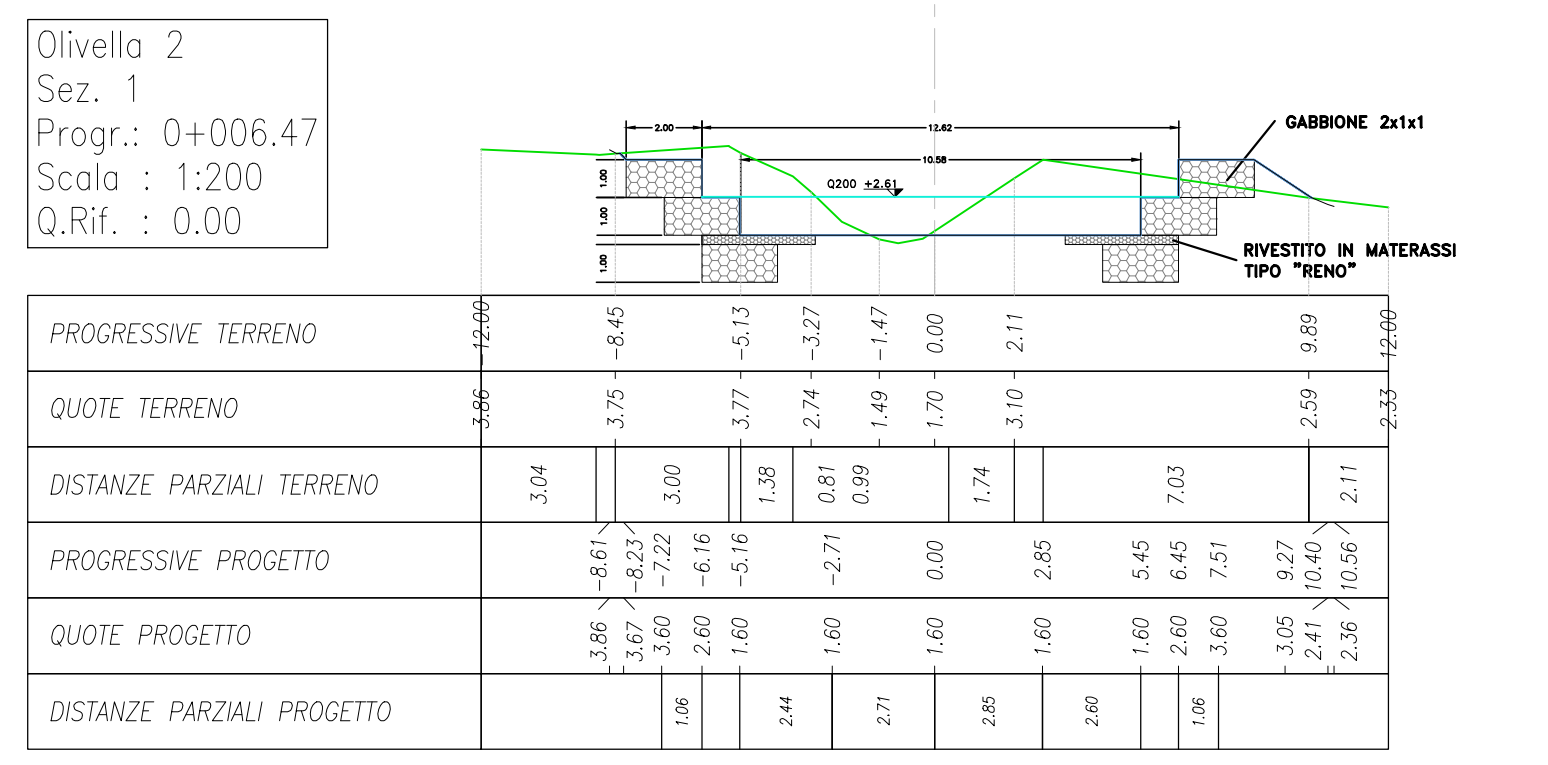 Olivella 2
Sez. 1
Progr.: 0+006.47
Scala : 1:200
Q.Rif. : 0.00
2.00
12.62
10.58
1.00
1.00
1.00
Q200 +2.61
GABBIONE 2x1x1
RIVESTITO IN MATERASSI
TIPO "RENO"
PROGRESSIVE TERRENO -12.00 -8.45 -5.13 -3.27 -1.47 0.00 2.11 9.89 12.00
QUOTE TERRENO 3.86 3.75 3.77 2.74 1.49 1.70 3.10 2.59 2.33
DISTANZE PARZIALI TERRENO 3.04 3.00 1.38 0.81 0.99 1.74 7.03 2.11
PROGRESSIVE PROGETTO -8.61 -8.23 -7.22 -6.16 -5.16 -2.71 0.00 2.85 5.45 6.45 7.51 9.27 10.40 10.56
QUOTE PROGETTO 3.86 3.67 3.60 2.60 1.60 1.60 1.60 1.60 1.60 2.60 3.60 3.05 2.41 2.36
DISTANZE PARZIALI PROGETTO 1.06 2.44 2.71 2.85 2.60 1.06